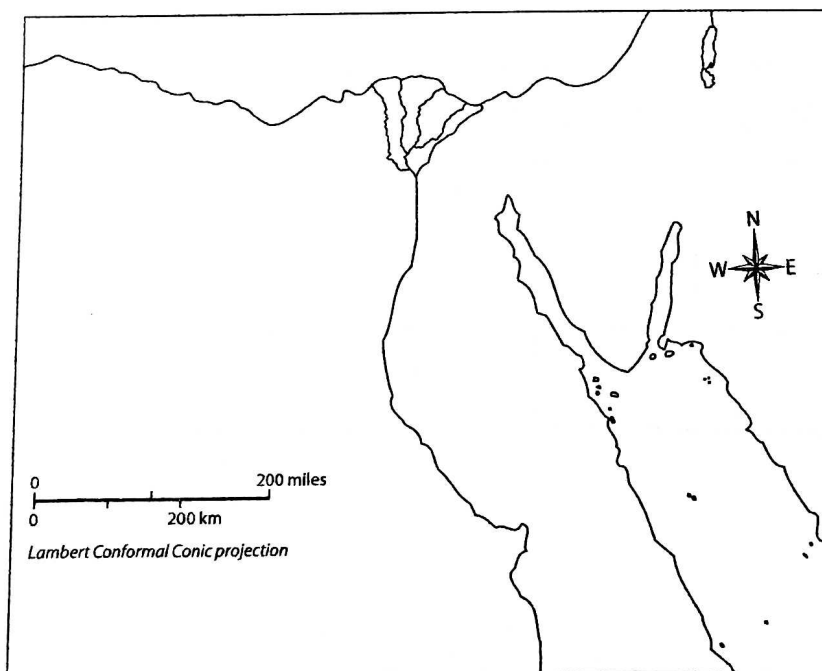 N
W E
S
0 200 miles
0 200 km
Lambert Conformal Conic projection